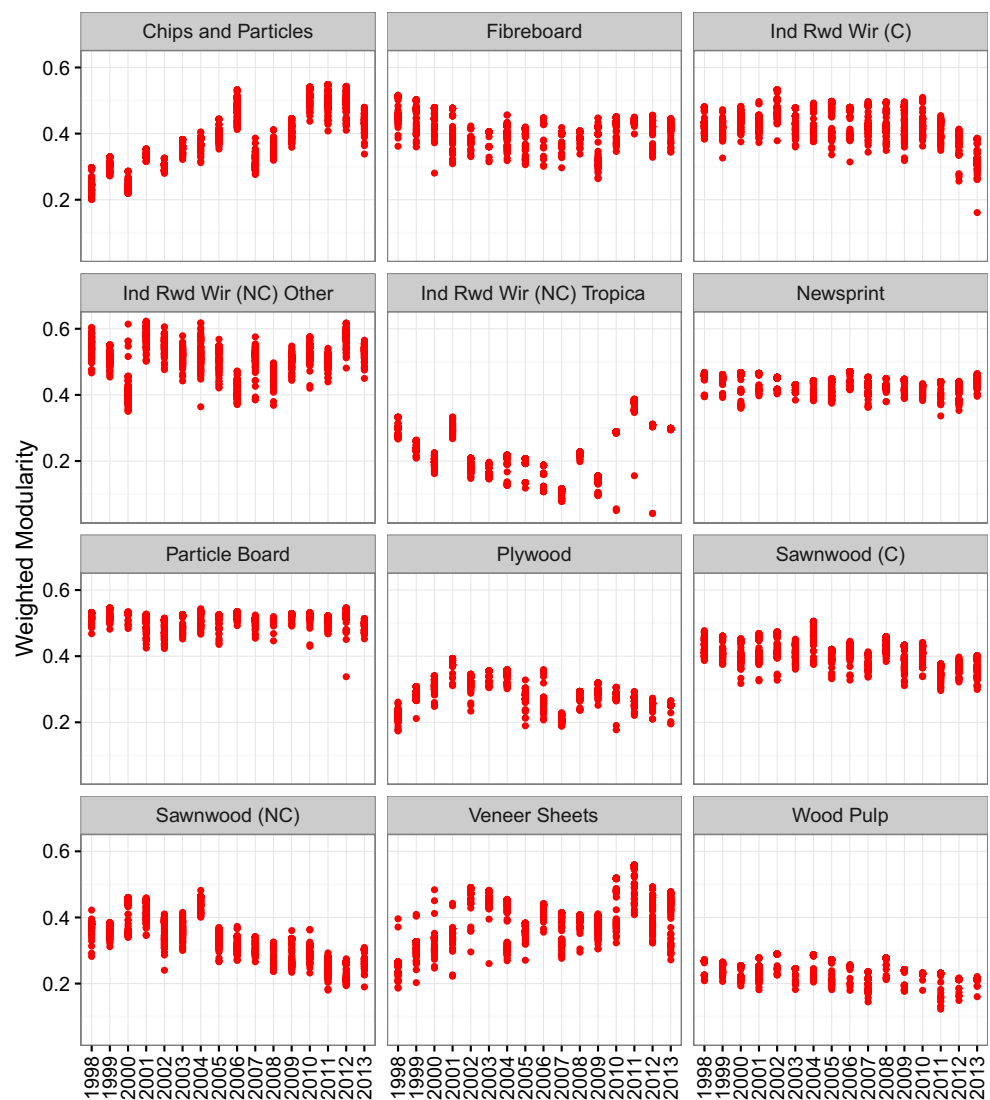 Chips and Particles
Fibreboard
Ind Rwd Wir (C)
0.6
0.4
0.2
Ind Rwd Wir (NC) Other
Ind Rwd Wir (NC) Tropica
Newsprint
0.6
0.4
0.2
Weighted Modularity
Particle Board
Plywood
Sawnwood (C)
0.6
0.4
0.2
Sawnwood (NC)
Veneer Sheets
Wood Pulp
0.6
0.4
0.2
1998 1999 2000 2001 2002 2003 2004 2005 2006 2007 2008 2009 2010 2011 2012 2013
1998 1999 2000 2001 2002 2003 2004 2005 2006 2007 2008 2009 2010 2011 2012 2013
1998 1999 2000 2001 2002 2003 2004 2005 2006 2007 2008 2009 2010 2011 2012 2013